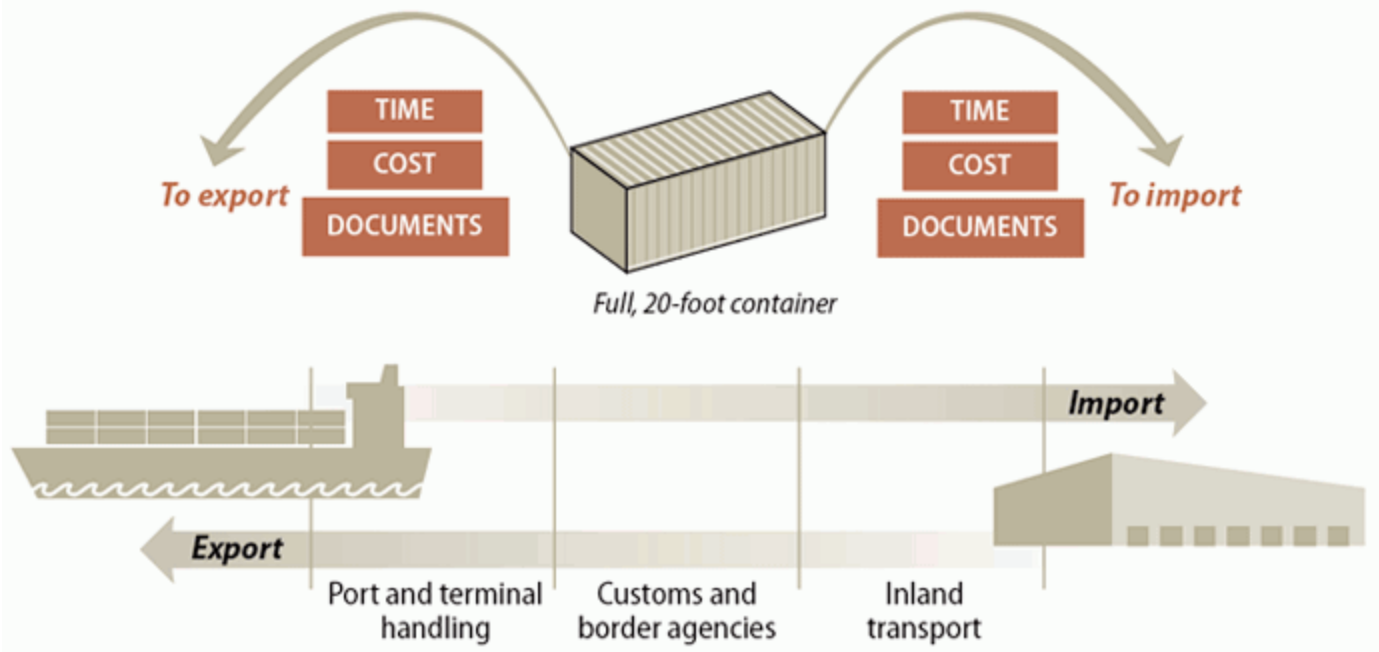 TIME
COST
DOCUMENTS
To export
Full, 20-foot container
TIME
COST
DOCUMENTS
To import
Import
Export
Port and terminal
handling
Customs and
border agencies
Inland
transport